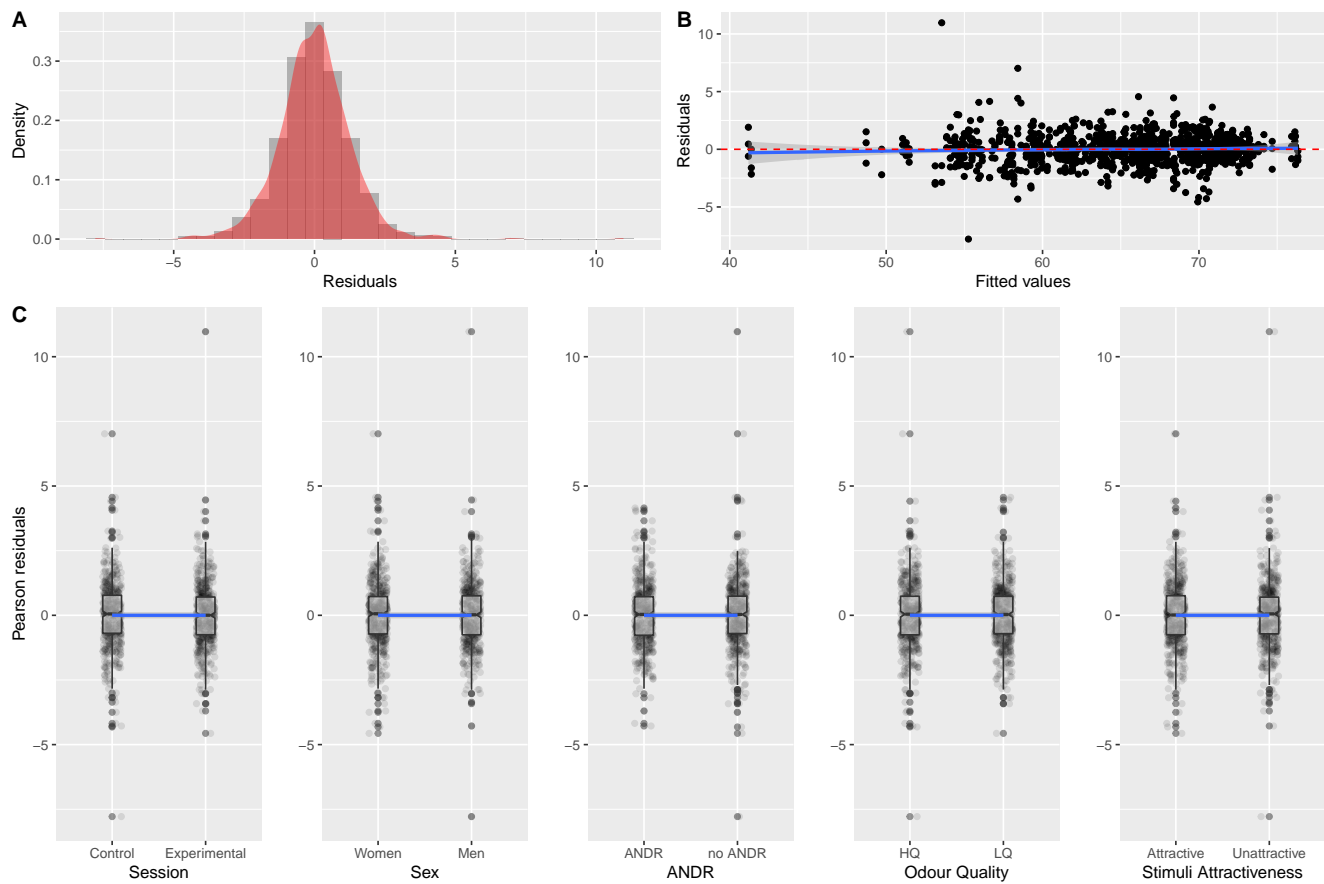 A
Density
0.3
0.2
0.1
0.0
−5
0
5
10
Residuals
B
Residuals
10
5
0
−5
40
50
60
70
Fitted values
C
Pearson residuals
10
5
0
−5
Control
Experimental
Session
10
5
0
−5
Women
Men
Sex
10
5
0
−5
ANDR
no ANDR
ANDR
10
5
0
−5
HQ
LQ
Odour Quality
10
5
0
−5
Attractive
Unattractive
Stimuli Attractiveness